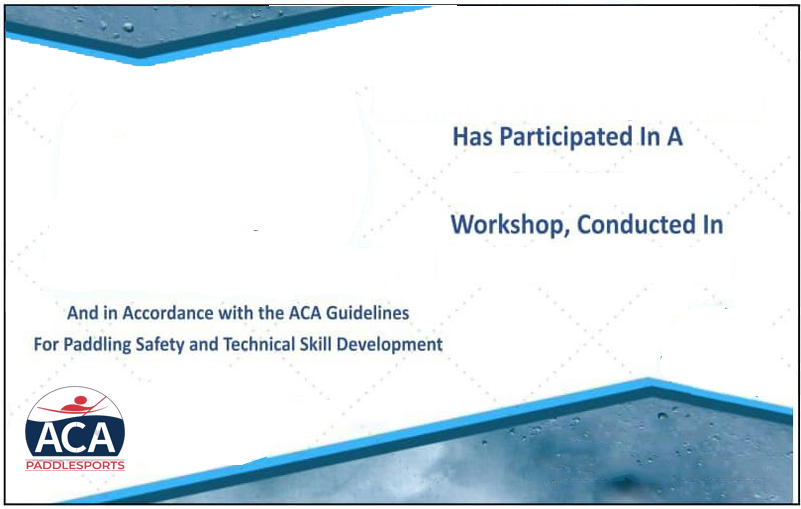 Has Participated In A
Workshop, Conducted In
And in Accordance with the ACA Guidelines
For Paddling Safety and Technical Skill Development
ACA
PADDLESPORTS